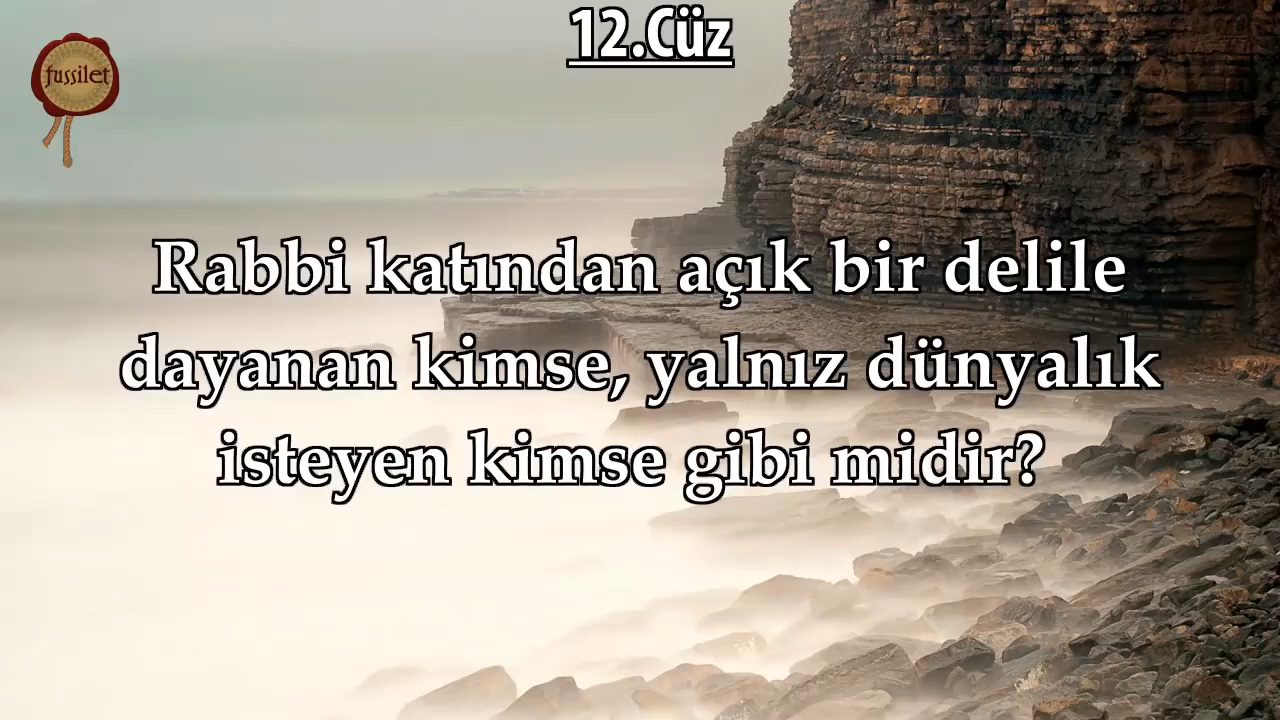 12.Cüz
fussilet
Rabbi katından açık bir delile
dayanan kimse, yalnız dünyalık
isteyen kimse gibi midir?